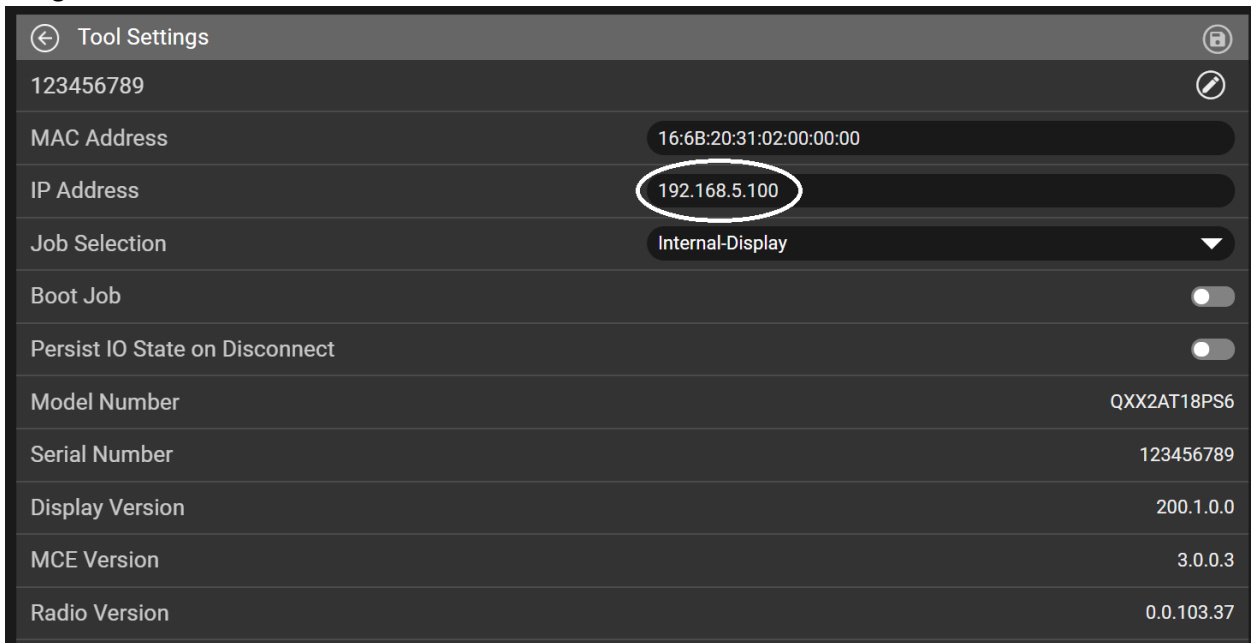 Tool Settings
123456789
MAC Address 16:6B:20:31:02:00:00:00
IP Address 192.168.5.100
Job Selection Internal-Display
Boot Job
Persist IO State on Disconnect
Model Number QXX2AT18PS6
Serial Number 123456789
Display Version 200.1.0.0
MCE Version 3.0.0.3
Radio Version 0.0.103.37